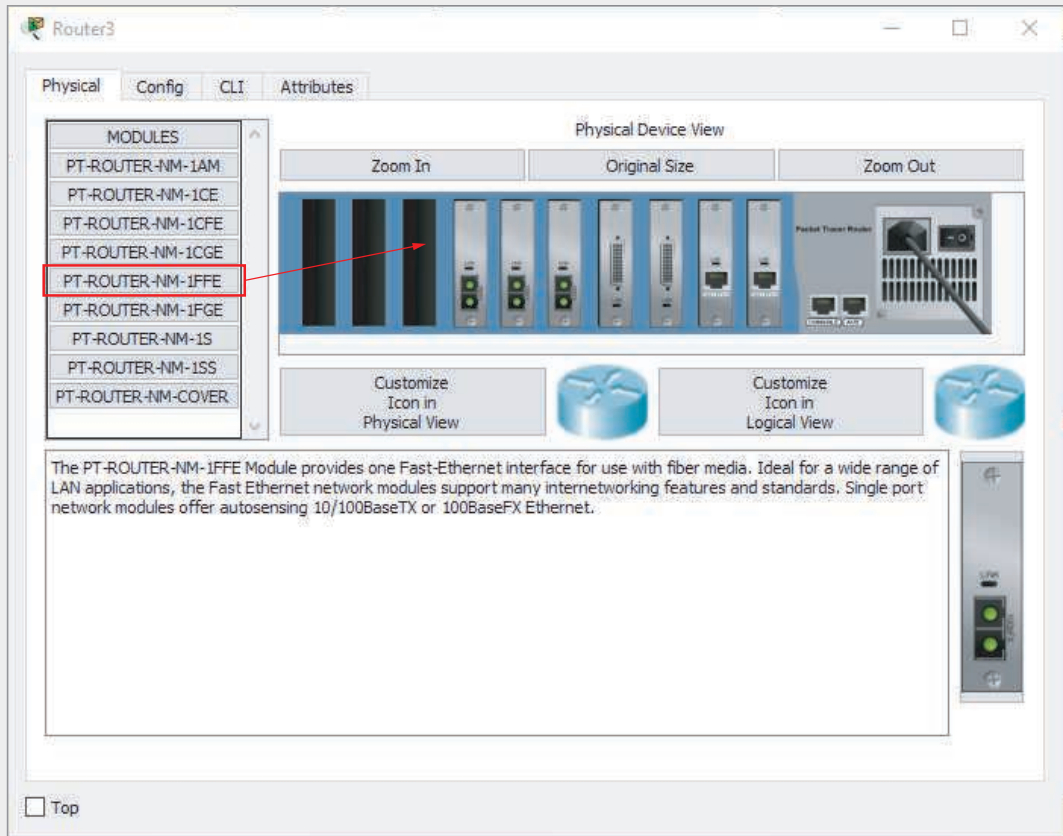 Router3
Physical Config CLI Attributes
MODULES
PT-ROUTER-NM-1AM
PT-ROUTER-NM-1CE
PT-ROUTER-NM-1CFE
PT-ROUTER-NM-1CGE
PT-ROUTER-NM-1FFE
PT-ROUTER-NM-1FGE
PT-ROUTER-NM-1S
PT-ROUTER-NM-1SS
PT-ROUTER-NM-COVER
Physical Device View
Zoom In Original Size Zoom Out
Packet Tracer Router
CONSOLE AUX
Customize
Icon in
Physical View
Customize
Icon in
Logical View
The PT-ROUTER-NM-1FFE Module provides one Fast-Ethernet interface for use with fiber media. Ideal for a wide range of
LAN applications, the Fast Ethernet network modules support many internetworking features and standards. Single port
network modules offer autosensing 10/100BaseTX or 100BaseFX Ethernet.
Top